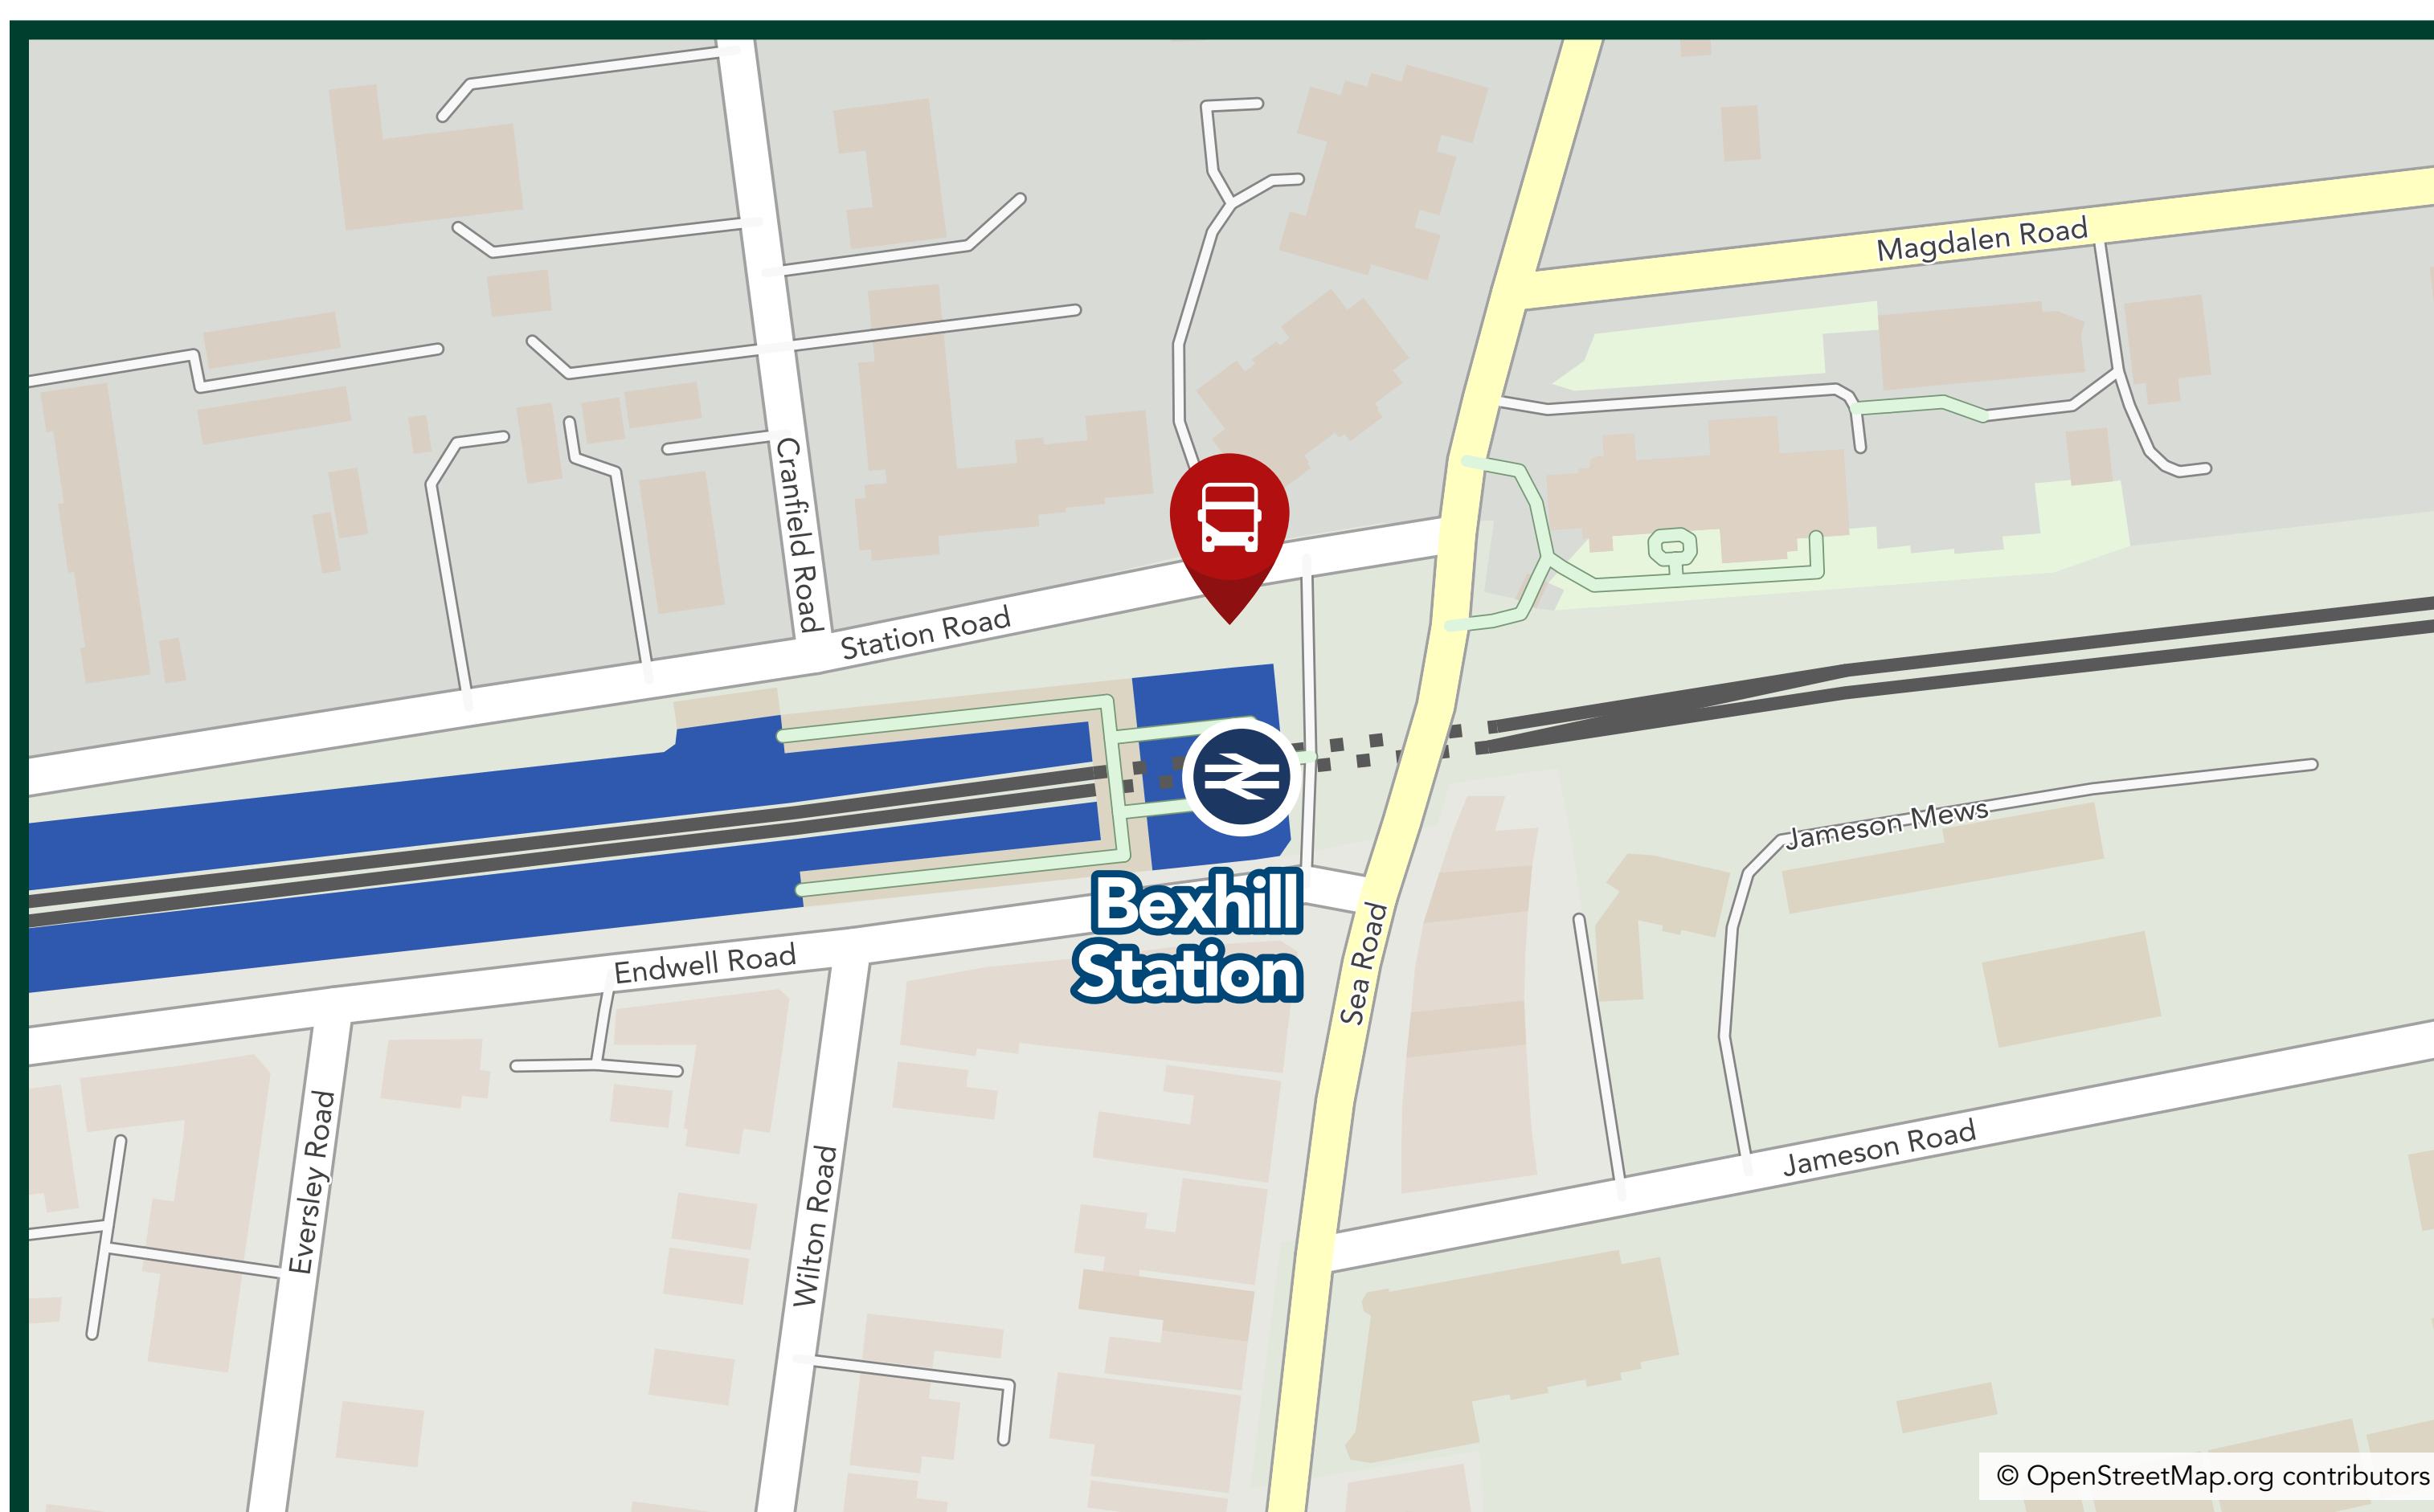 Magdalen Road
Cranfield Road
Station Road
Jameson Mews
Bexhill
Station
Endwell Road
Sea Road
Eversley Road
Wilton Road
Jameson Road
© OpenStreetMap.org contributors